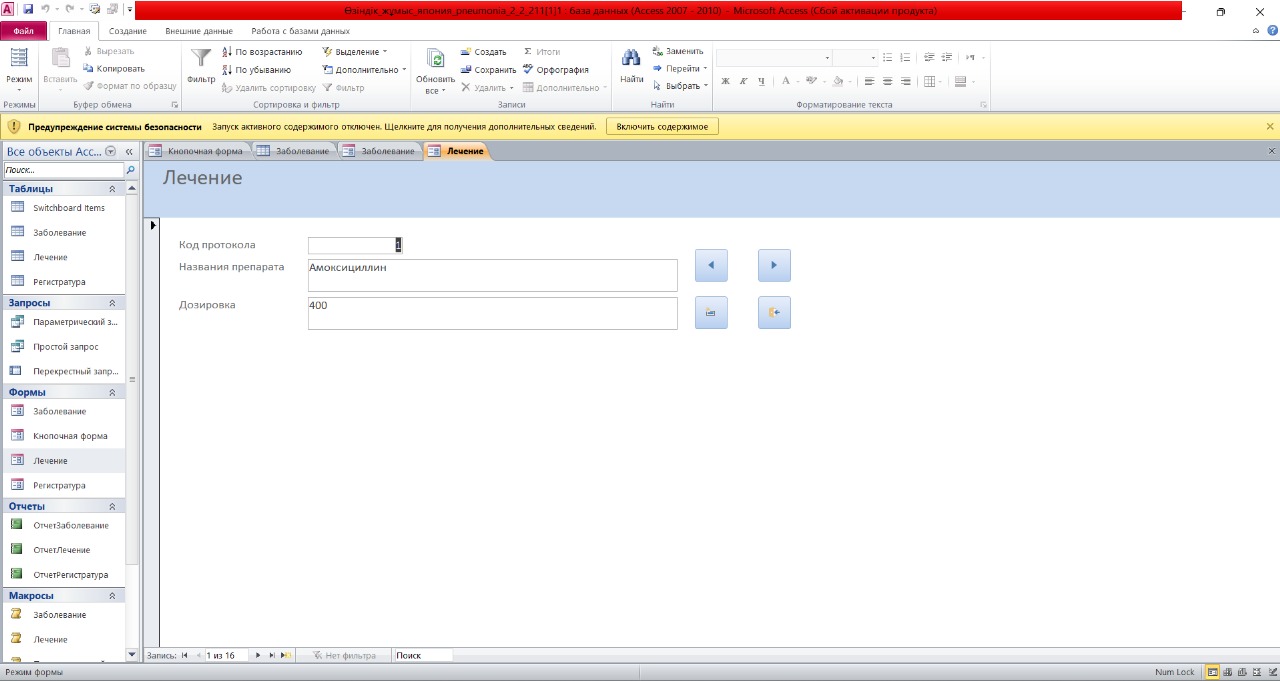 Өзіндік жұмыс_япония_pneumonia_2_2_211[1]1 : база данных (Access 2007 - 2010) - Microsoft Access (Сбой активации продукта)
Файл Главная Создание Внешние данные Работа с базами данных
Режим
Режимы
Вставить
Вырезать
Копировать
Формат по образцу
Буфер обмена
Фильтр
По возрастанию
По убыванию
Удалить сортировку
Выделение
Дополнительно
Фильтр
Сортировка и фильтр
Обновить все
Создать
Сохранить
Удалить
Итоги
Орфография
Дополнительно
Записи
Найти
Заменить
Перейти
Выбрать
Найти
Ж К Ч А
Форматирование текста
Предупреждение системы безопасности Запуск активного содержимого отключен. Щелкните для получения дополнительных сведений. Включить содержимое
Все объекты Acc...
Поиск...
Таблицы
Switchboard Items
Заболевание
Лечение
Регистратура
Запросы
Параметрический з...
Простой запрос
Перекрестный запр...
Формы
Заболевание
Кнопочная форма
Лечение
Регистратура
Отчеты
ОтчетЗаболевание
ОтчетЛечение
ОтчетРегистратура
Макросы
Заболевание
Лечение
Кнопочная форма Заболевание Заболевание Лечение
Лечение
Код протокола 1
Названия препарата Амоксициллин
Дозировка 400
Запись: 1 из 16 Нет фильтра Поиск
Режим формы Num Lock